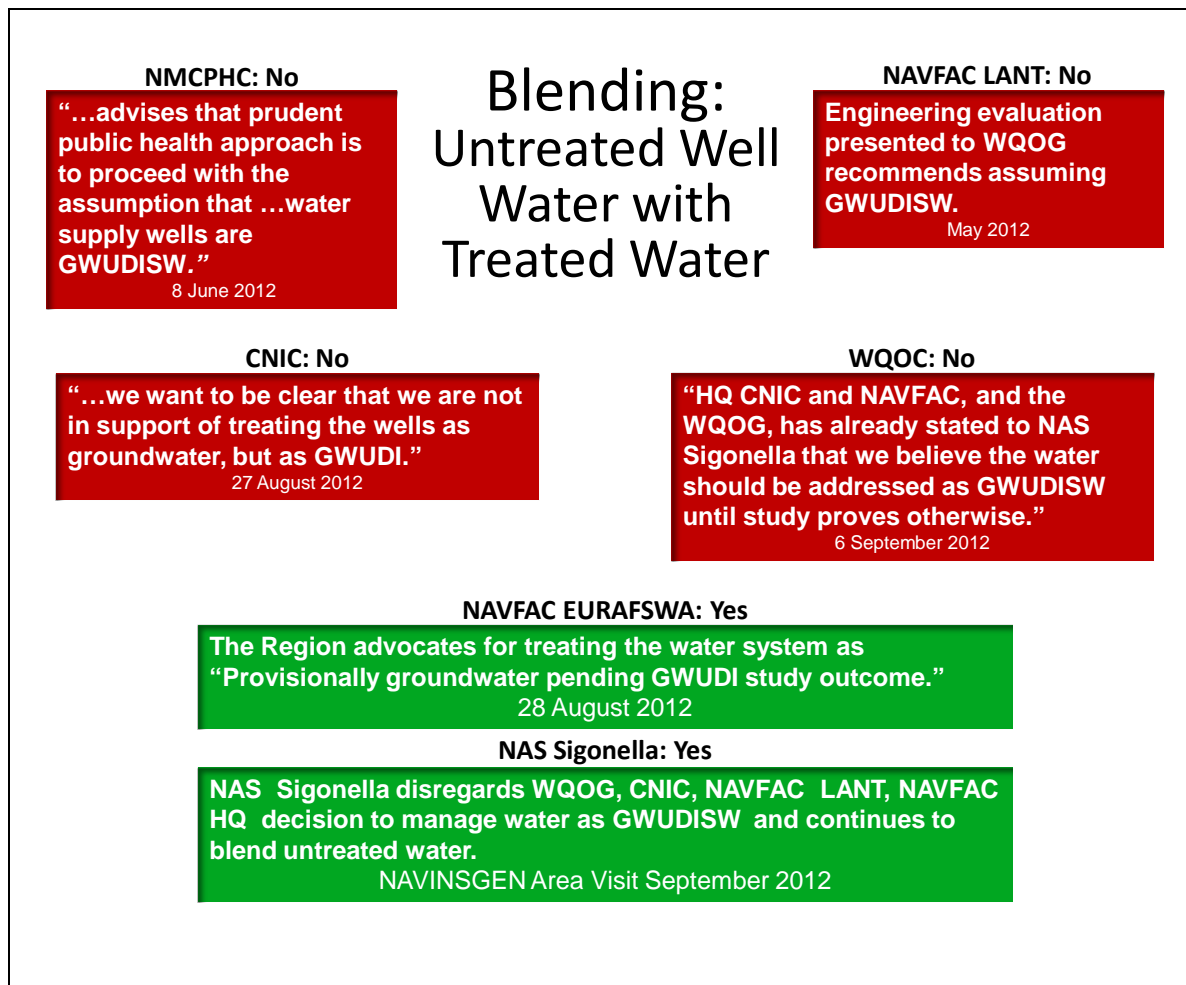 NMCPHC: No
“…advises that prudent
public health approach is
to proceed with the
assumption that …water
supply wells are
GWUDISW.”
8 June 2012
Blending:
Untreated Well
Water with
Treated Water
NAVFAC LANT: No
Engineering evaluation
presented to WQOG
recommends assuming
GWUDISW.
May 2012
CNIC: No
“…we want to be clear that we are not
in support of treating the wells as
groundwater, but as GWUDI.”
27 August 2012
WQOC: No
“HQ CNIC and NAVFAC, and the
WQOG, has already stated to NAS
Sigonella that we believe the water
should be addressed as GWUDISW
until study proves otherwise.”
6 September 2012
NAVFAC EURAFSWA: Yes
The Region advocates for treating the water system as
“Provisionally groundwater pending GWUDI study outcome.”
28 August 2012
NAS Sigonella: Yes
NAS Sigonella disregards WQOG, CNIC, NAVFAC LANT, NAVFAC
HQ decision to manage water as GWUDISW and continues to
blend untreated water.
NAVINSGEN Area Visit September 2012